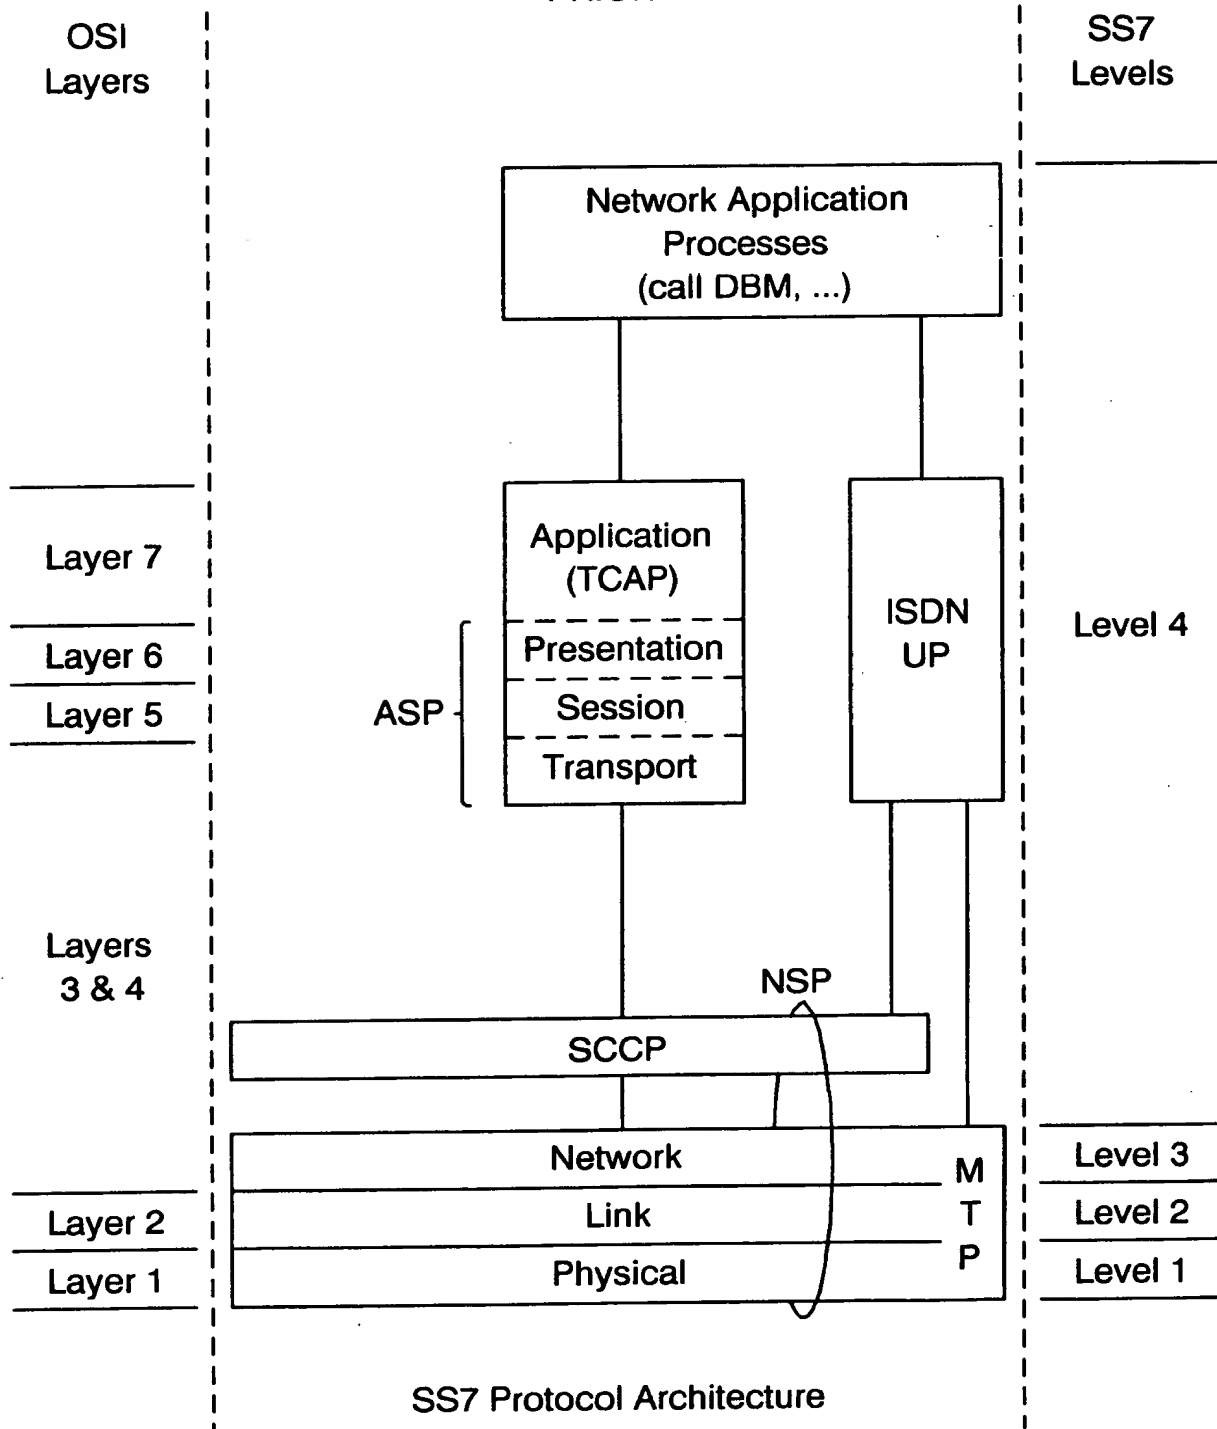 OSI
Layers
SS7
Levels
Network Application
Processes
(call DBM, ...)
Layer 7
Layer 6
Layer 5
Layers
3 & 4
Layer 2
Layer 1
Application
(TCAP)
Presentation
Session
Transport
ASP
ISDN
UP
NSP
SCCP
Network
Link
Physical
M
T
P
Level 4
Level 3
Level 2
Level 1
SS7 Protocol Architecture